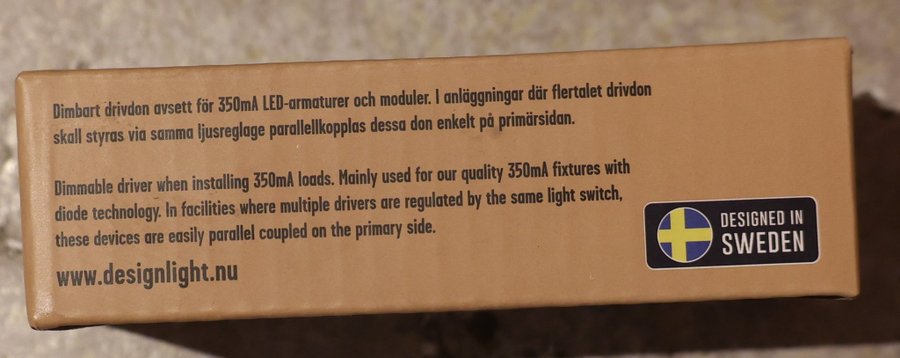 Dimbart drivdon avsett för 350mA LED-armaturer och moduler. I anläggningar där flertalet drivdon
skall styras via samma ljusreglage parallellkopplas dessa don enkelt på primärsidan.
Dimmable driver when installing 350mA loads. Mainly used for our quality 350mA fixtures with
diode technology. In facilities where multiple drivers are regulated by the same light switch,
these devices are easily parallel coupled on the primary side.
www.designlight.nu
DESIGNED IN
SWEDEN